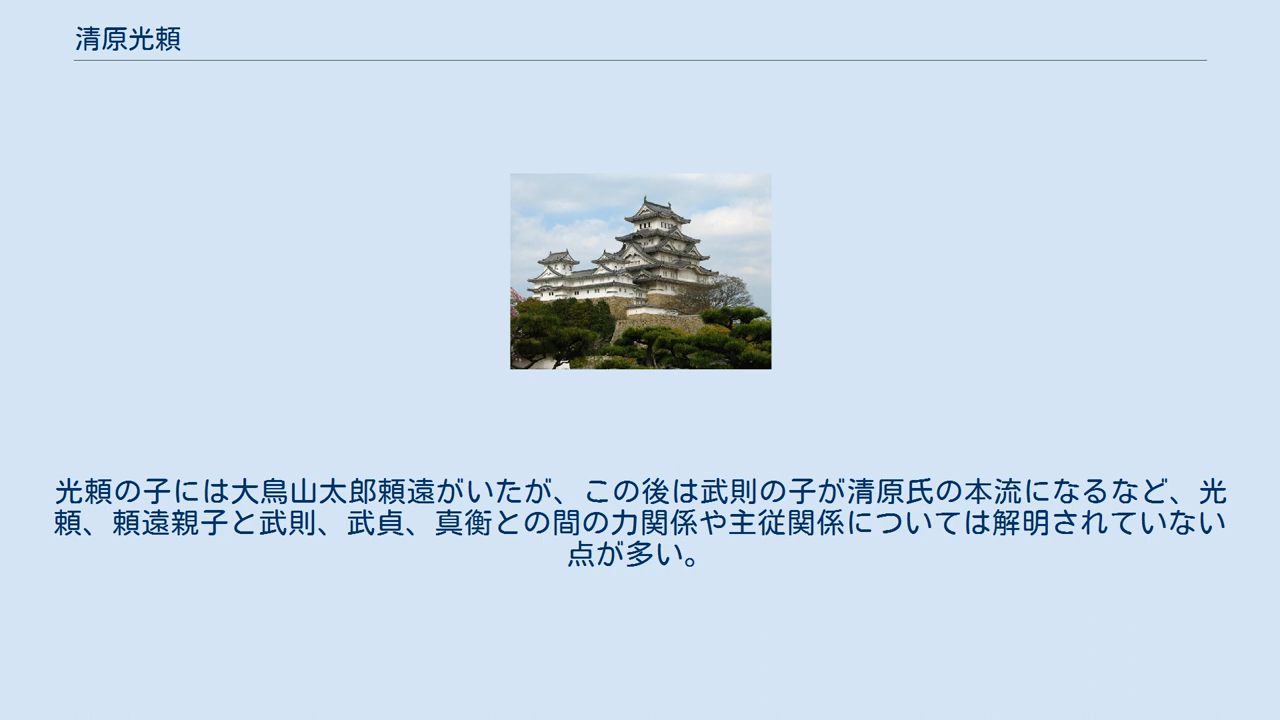 清原光頼
光頼の子には大鳥山太郎頼遠がいたが、この後は武則の子が清原氏の本流になるなど、光
頼、頼遠親子と武則、武貞、真衡との間の力関係や主従関係については解明されていない
点が多い。